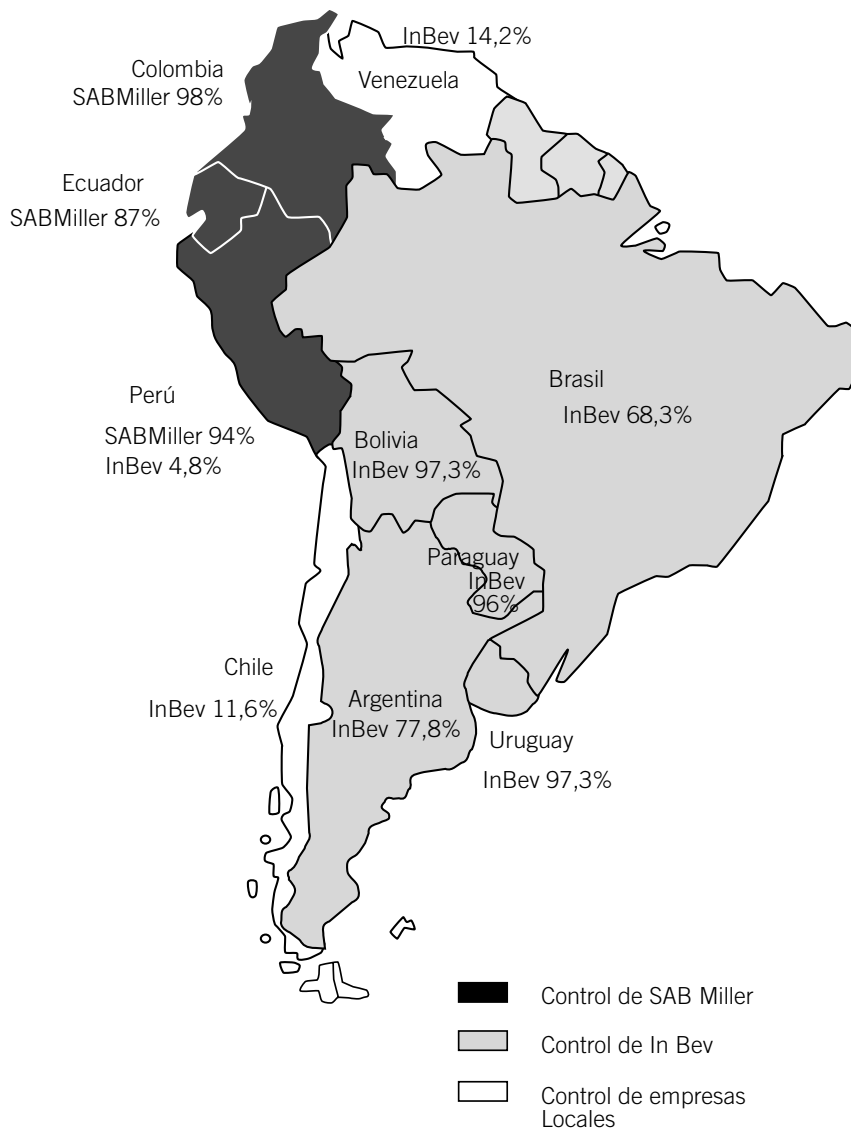 InBev 14,2%
Venezuela
Colombia
SABMiller 98%
Ecuador
SABMiller 87%
Brasil
InBev 68,3%
Perú
SABMiller 94%
InBev 4,8%
Bolivia
InBev 97,3%
Paraguay
InBev
96%
Chile
InBev 11,6%
Argentina
InBev 77,8%
Uruguay
InBev 97,3%
Control de SAB Miller
Control de In Bev
Control de empresas
Locales